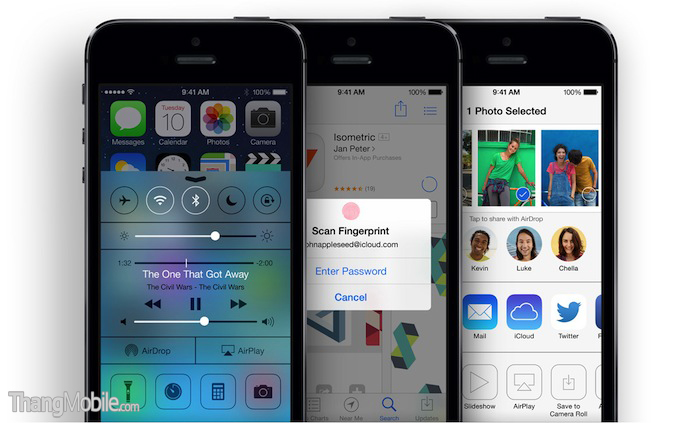 9:41 AM
100%
Tuesday
10
Messages
Calendar
Photos
Camera
1:32
-2:00
The One That Got Away
The Civil Wars - The Civil Wars
AirDrop
AirPlay
9:41 AM
100%
Isometric
4+
Jan Peter >
Offers In-App Purchases
(19)
Scan Fingerprint
ohnappleseed@icloud.com
Enter Password
Cancel
Charts
Near Me
Search
Updates
9:41 AM
100%
1 Photo Selected
Tap to share with AirDrop
Kevin
Luke
Chella
Mail
iCloud
Twitter
Slideshow
AirPlay
Save to
Camera Roll
ThangMobile.com